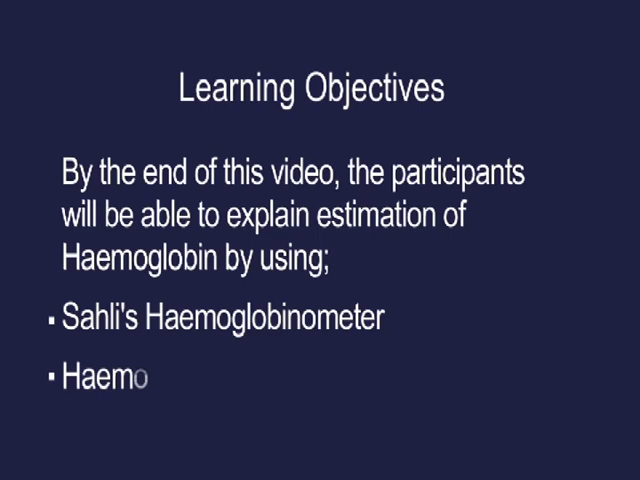 Learning Objectives
By the end of this video, the participants
will be able to explain estimation of
Haemoglobin by using;
▪ Sahli's Haemoglobinometer
▪ Haemo